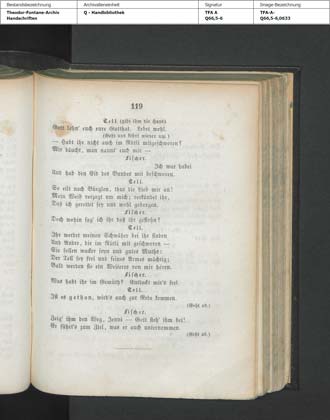 Bestandsbezeichnung
Archivalieneinheit
Signatur
Image-Bezeichnung
Theodor-Fontane-Archiv
Handschriften
Q - Handbibliothek
TFA A
Q66,5-6
TFA-A-
Q66,5-6,0633
119
Tell (gibt ihm die Hand)
Gott lohn' euch eure Gutthat. Lebet wohl.
(Geht und kehrt wieder um.)
— Habt ihr nicht auch im Rütli mitgeschworen?
Mir däucht, man nannt' euch mir —
Fischer.
Ich war dabei
Und hab den Eid des Bundes mit beschworen.
Tell.
So eilt nach Bürglen, thut die Lieb mir an!
Mein Weib verzagt um mich; verkündet ihr,
Daß ich gerettet sey und wohl geborgen.
Fischer.
Doch wohin sag' ich ihr daß ihr geflohn?
Tell.
Ihr werdet meinen Schwäher bei ihr finden
Und Andre, die im Rütli mit geschworen —
Sie sollen wacker seyn und gutes Muths:
Der Tell sey frei und seines Armes mächtig;
Bald werden sie ein Weitres von mir hören.
Fischer.
Was habt ihr im Gemüth? Entdeckt mir's frei.
Tell.
Ist es gethan, wird's auch zur Rede kommen.
(Geht ab.)
Fischer.
Zeig' ihm den Weg, Jenni — Gott steh' ihm bei!
Er führt's zum Ziel, was er auch unternommen.
(Geht ab.)